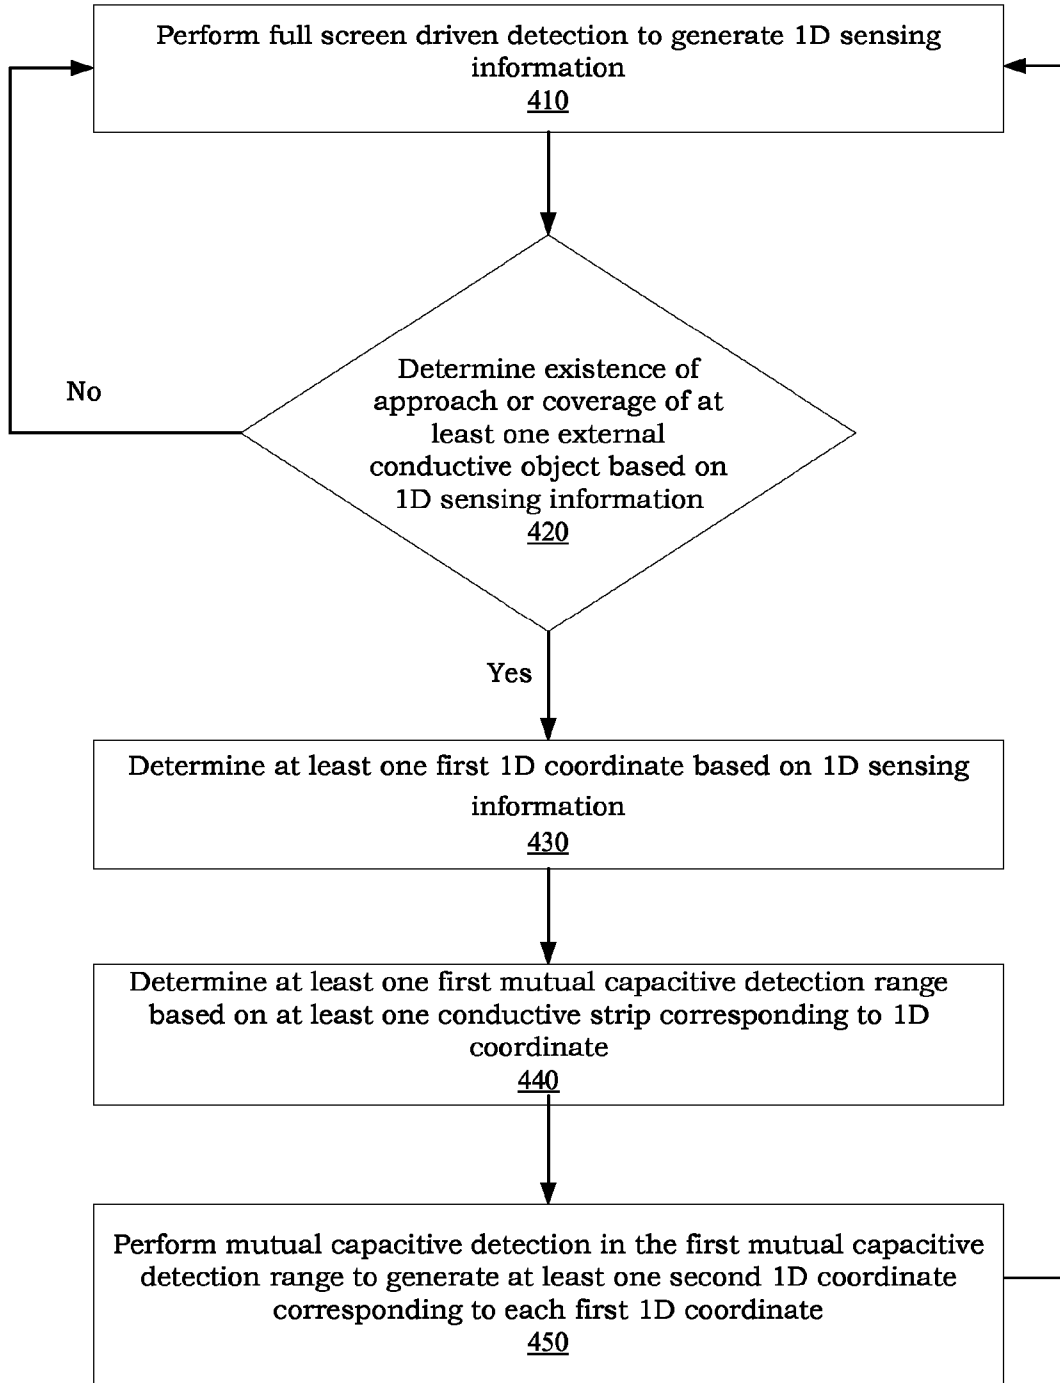 Perform full screen driven detection to generate 1D sensing
information
410
Determine existence of
approach or coverage of at
least one external
conductive object based on
1D sensing information
420
No
Yes
Determine at least one first 1D coordinate based on 1D sensing
information
430
Determine at least one first mutual capacitive detection range
based on at least one conductive strip corresponding to 1D
coordinate
440
Perform mutual capacitive detection in the first mutual capacitive
detection range to generate at least one second 1D coordinate
corresponding to each first 1D coordinate
450